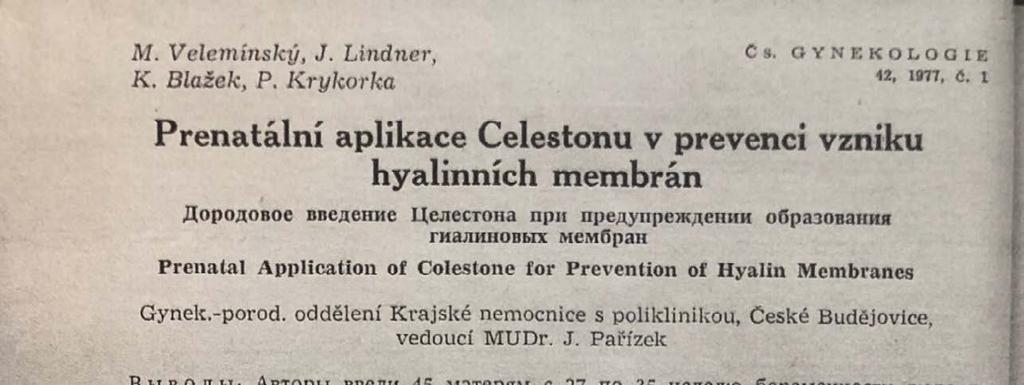 M. Velemínský, J. Lindner,
K. Blažek, P. Krykorka
Čs. GYNEKOLOGIE
42, 1977, č. 1
Prenatální aplikace Celestonu v prevenci vzniku
hyalinních membrán
Дородовое введение Целестона при предупреждении образования
гиалиновых мембран
Prenatal Application of Colestone for Prevention of Hyalin Membranes
Gynek.-porod. oddělení Krajské nemocnice s poliklinikou, České Budějovice,
vedoucí MUDr. J. Pařízek